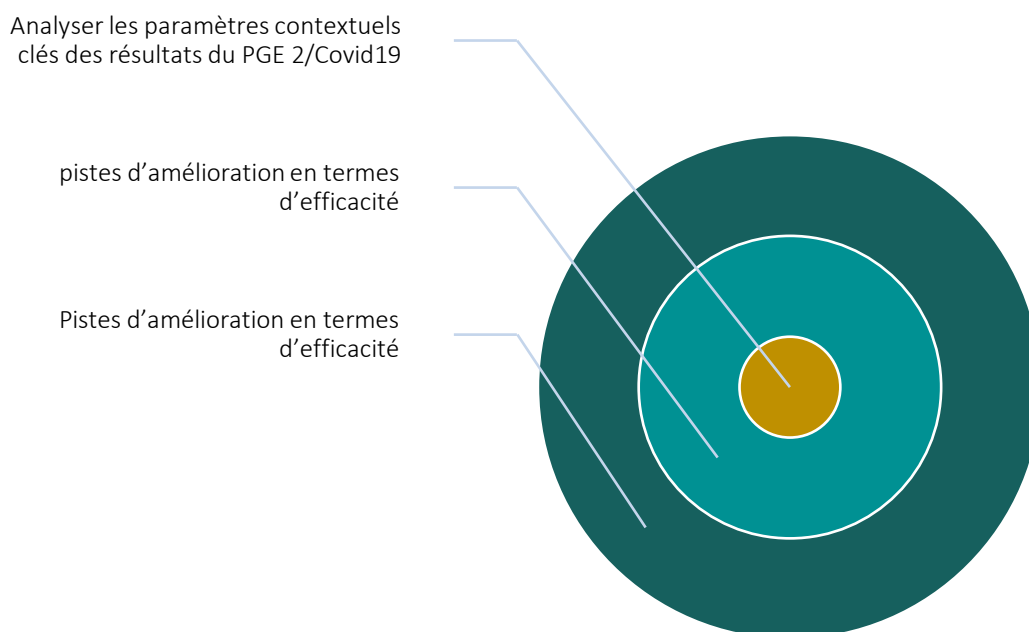 Analyser les paramètres contextuels
clés des résultats du PGE 2/Covid19
pistes d’amélioration en termes
d’efficacité
Pistes d’amélioration en termes
d’efficacité